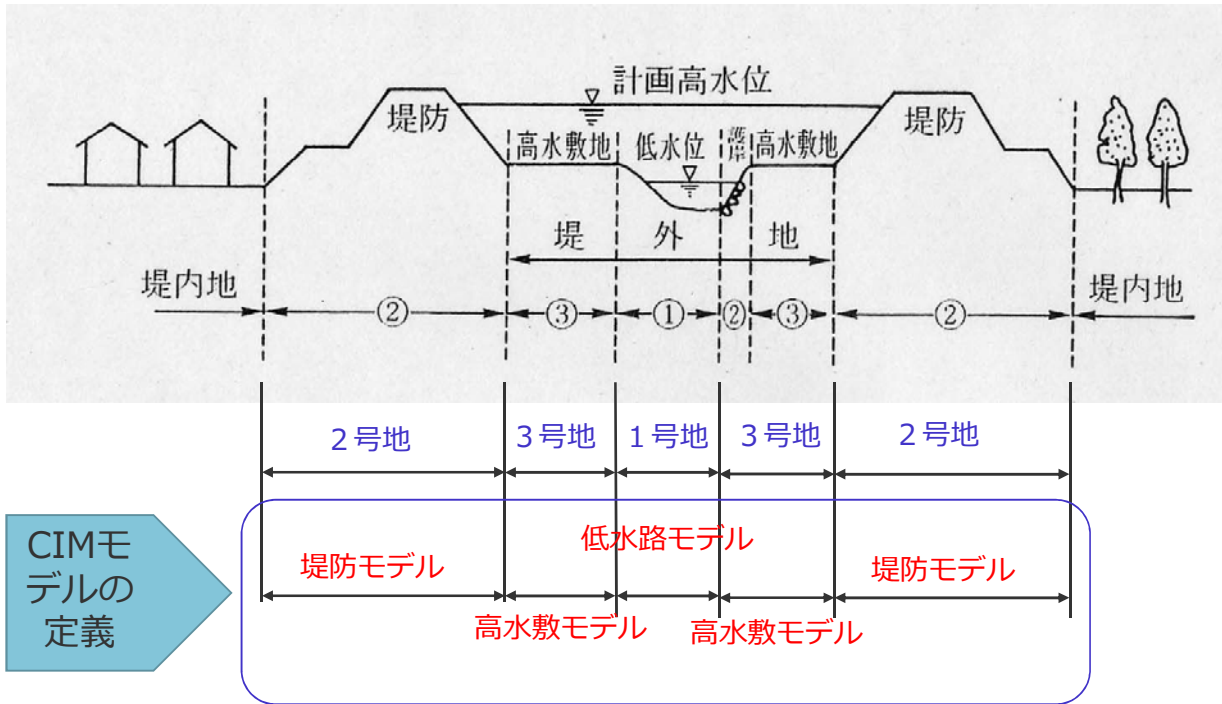 計画高水位
堤防
堤防
高水敷地
低水位
護岸
高水敷地
堤 外 地
堤内地
堤内地
②
③
①
②
③
②
２号地
３号地
１号地
３号地
２号地
CIMモ
デルの
定義
低水路モデル
堤防モデル
堤防モデル
高水敷モデル
高水敷モデル